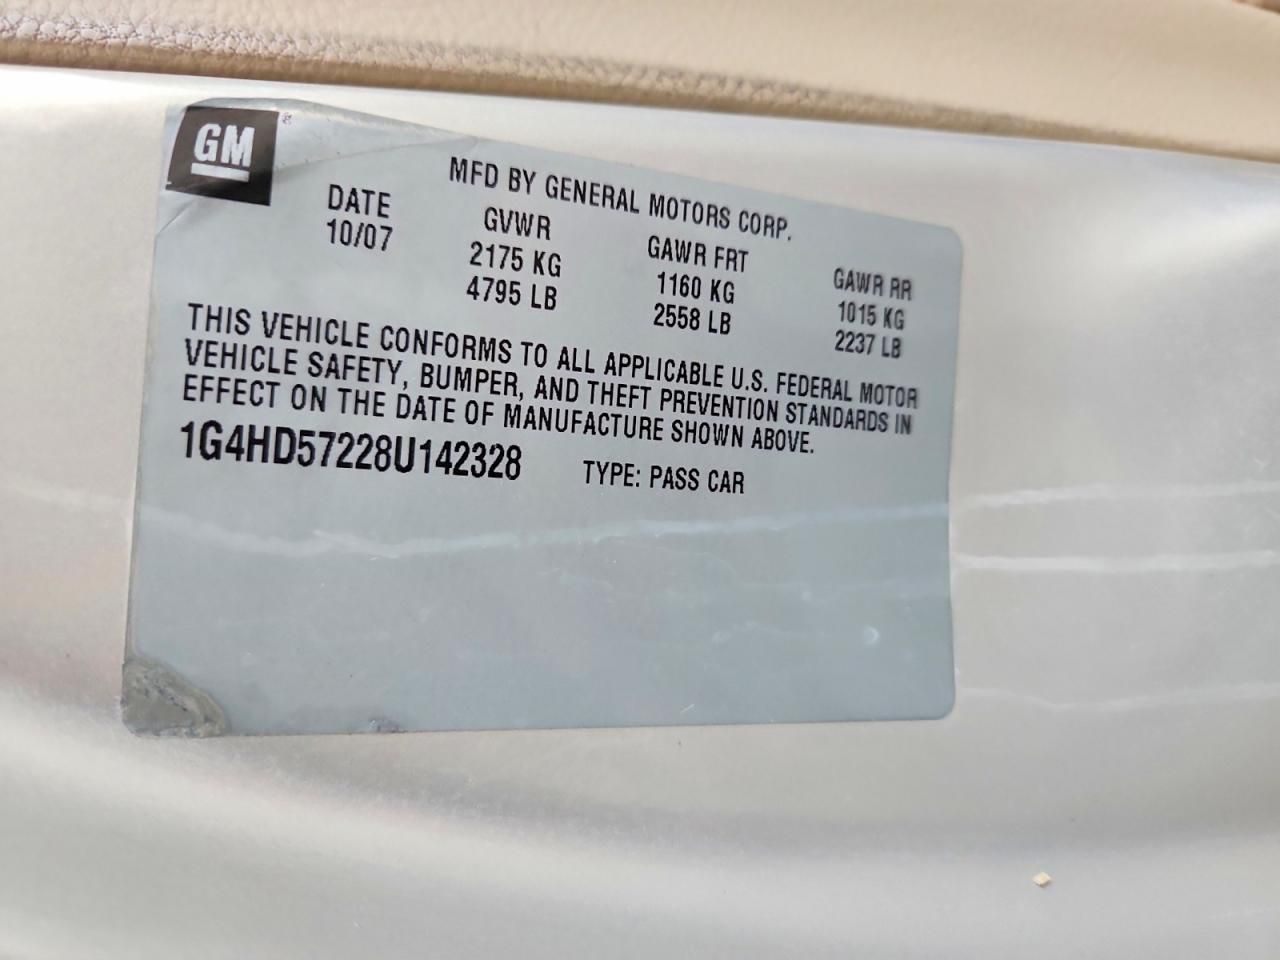 GM ®
MFD BY GENERAL MOTORS CORP.
DATE GVWR GAWR FRT GAWR RR
10/07 2175 KG 1160 KG 1015 KG
4795 LB 2558 LB 2237 LB
THIS VEHICLE CONFORMS TO ALL APPLICABLE U.S. FEDERAL MOTOR
VEHICLE SAFETY, BUMPER, AND THEFT PREVENTION STANDARDS IN
EFFECT ON THE DATE OF MANUFACTURE SHOWN ABOVE.
1G4HD57228U142328 TYPE: PASS CAR